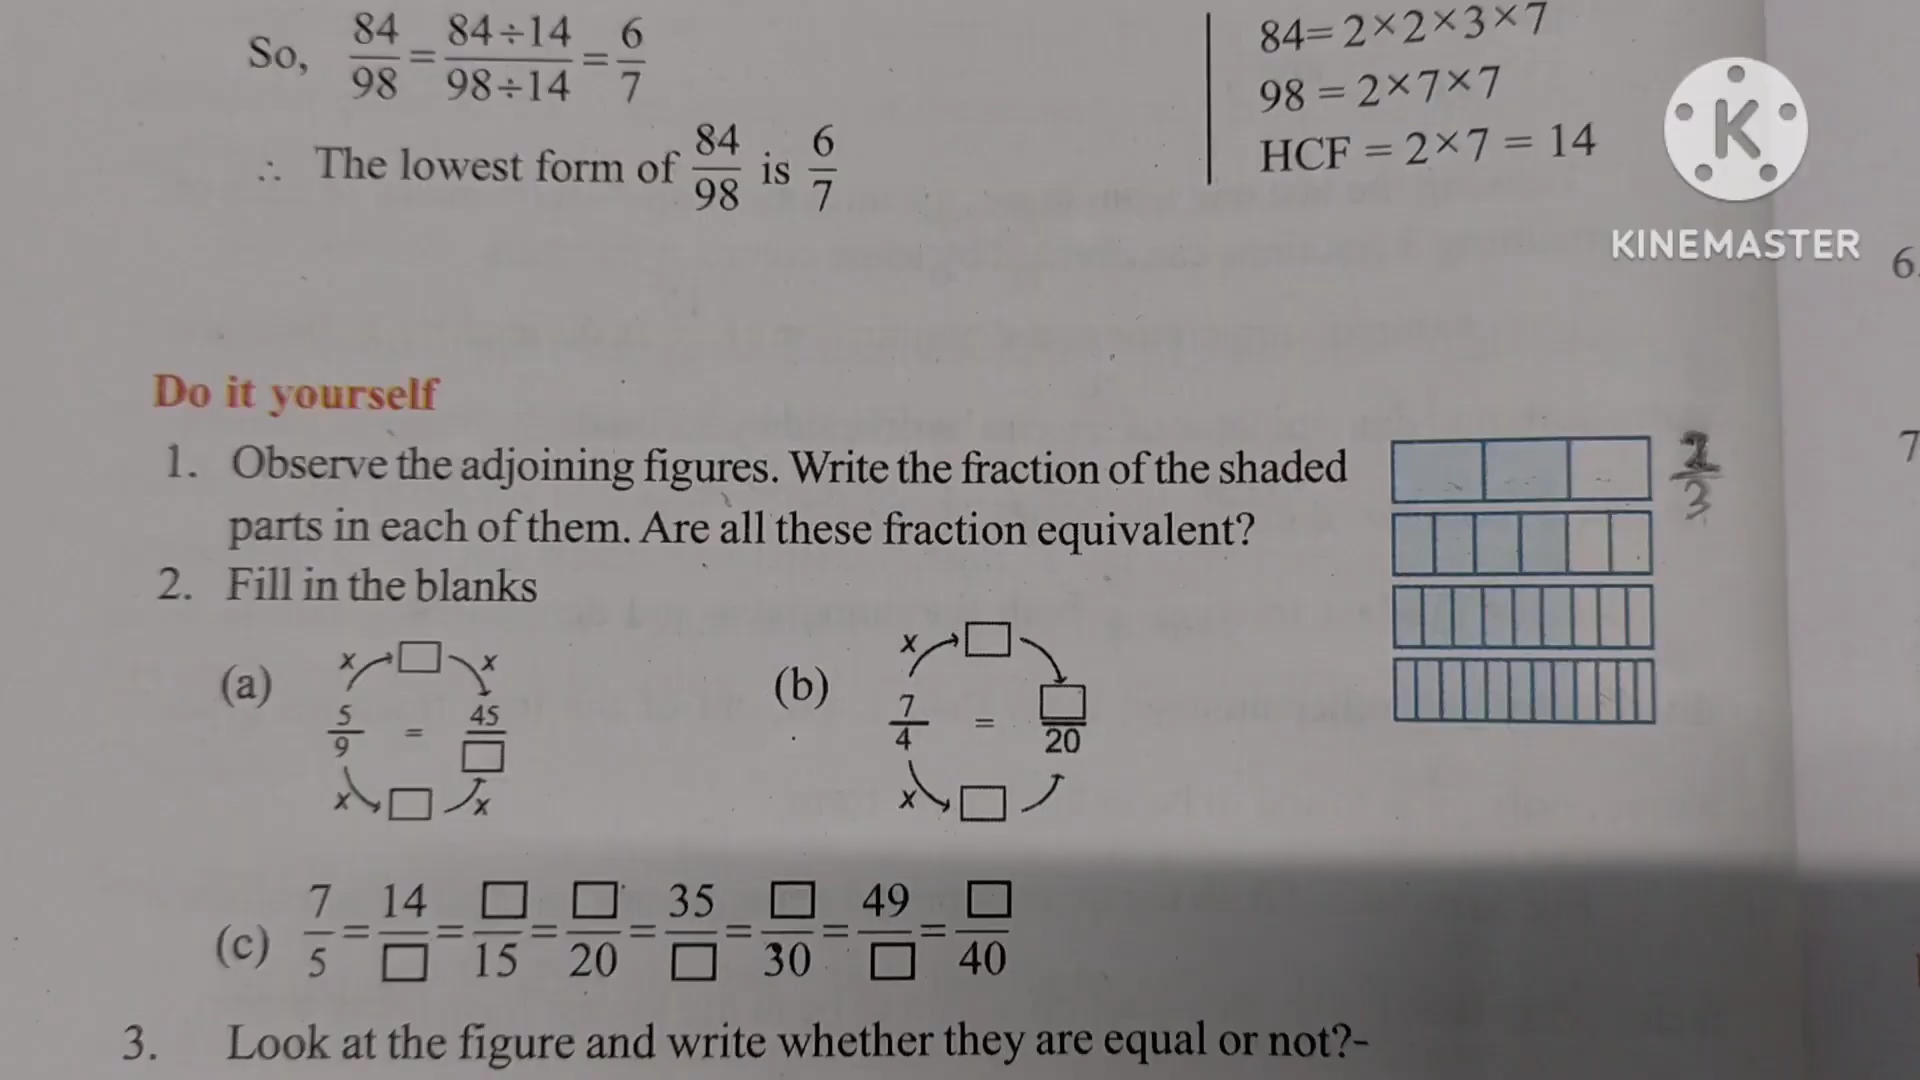 So, 84/98 = 84÷14/98÷14 = 6/7
84=2×2×3×7
98 = 2×7×7
HCF = 2×7 = 14
∴ The lowest form of 84/98 is 6/7
K
KINEMASTER
6.
7
Do it yourself
1. Observe the adjoining figures. Write the fraction of the shaded
parts in each of them. Are all these fraction equivalent?
2/3
2. Fill in the blanks
(a) 5/9 = 45/□
x □ x
x □ x
(b) 7/4 = □/20
x □
x □
(c) 7/5 = 14/□ = □/15 = □/20 = 35/□ = □/30 = 49/□ = □/40
3. Look at the figure and write whether they are equal or not?-